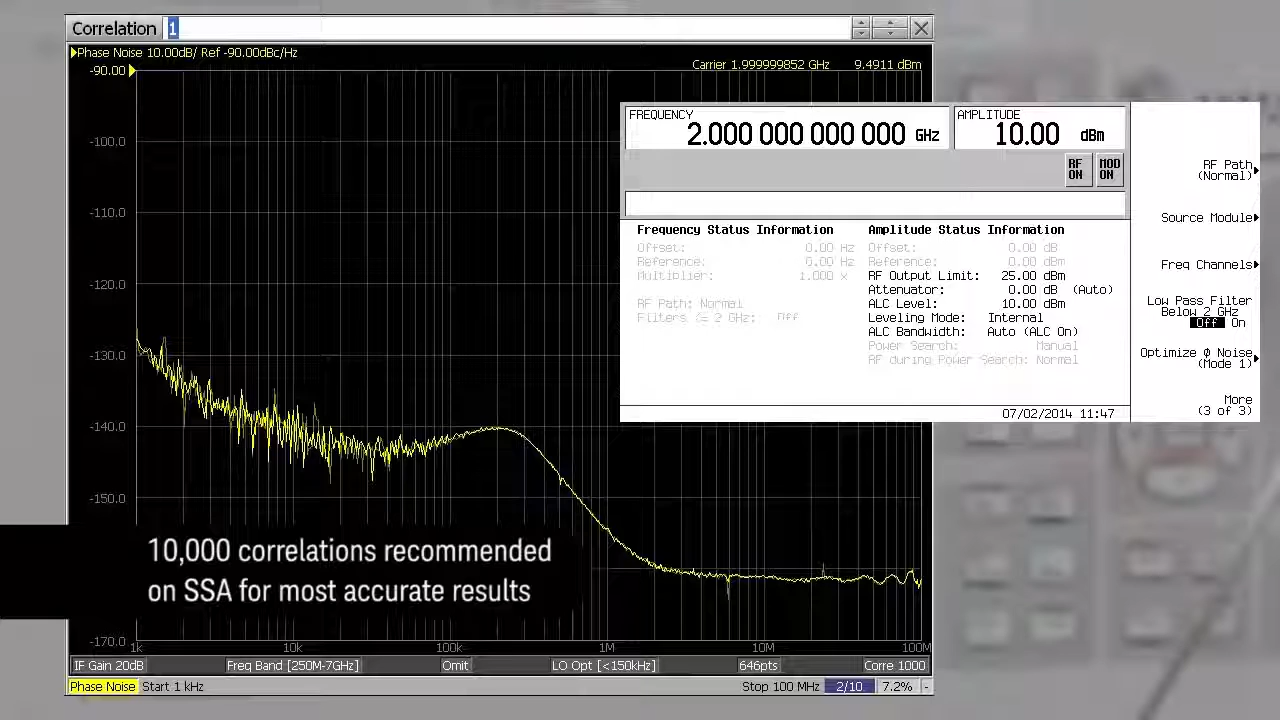 Correlation 1
Phase Noise 10.00dB/ Ref -90.00dBc/Hz
Carrier 1.999999852 GHz 9.4911 dBm
-90.00
-100.0
-110.0
-120.0
-130.0
-140.0
-150.0
-170.0
1k 10k 100k 1M 10M 100M
IF Gain 20dB Freq Band [250M-7GHz] Omit LO Opt [<150kHz] 646pts Corre 1000
Phase Noise Start 1 kHz Stop 100 MHz 2/10 7.2% -
FREQUENCY
2.000 000 000 000 GHz
AMPLITUDE
10.00 dBm
RF ON
MOD ON
Frequency Status Information
Offset: 0.00 Hz
Reference: 0.00 Hz
Multiplier: 1.000 x
RF Path: Normal
Filters <= 2 GHz: Off
Amplitude Status Information
Offset: 0.00 dB
Reference: 0.00 dBm
RF Output Limit: 25.00 dBm
Attenuator: 0.00 dB (Auto)
ALC Level: 10.00 dBm
Leveling Mode: Internal
ALC Bandwidth: Auto (ALC On)
Power Search: Manual
RF during Power Search: Normal
07/02/2014 11:47
RF Path
(Normal)
Source Module
Freq Channels
Low Pass Filter
Below 2 GHz
Off On
Optimize Φ Noise
(Mode 1)
More
(3 of 3)
10,000 correlations recommended
on SSA for most accurate results